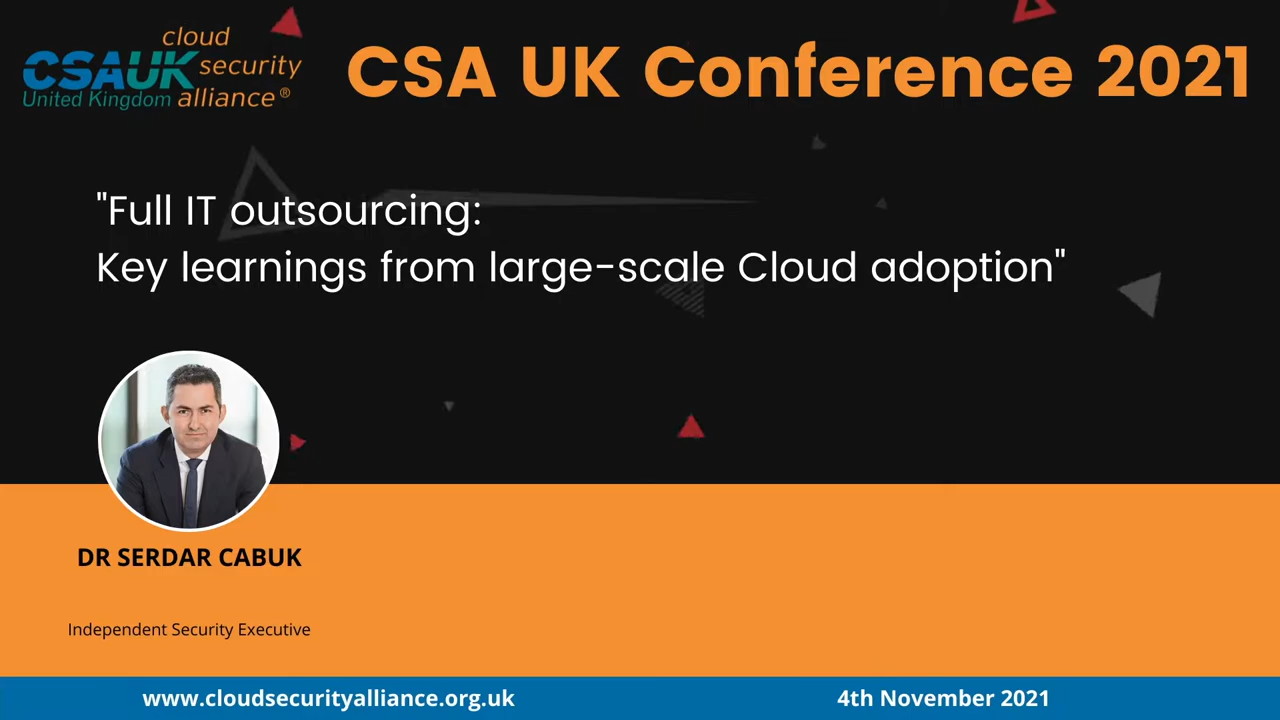 cloud
CSAUK security
United Kingdom alliance®
CSA UK Conference 2021
"Full IT outsourcing:
Key learnings from large-scale Cloud adoption"
DR SERDAR CABUK
Independent Security Executive
www.cloudsecurityalliance.org.uk
4th November 2021